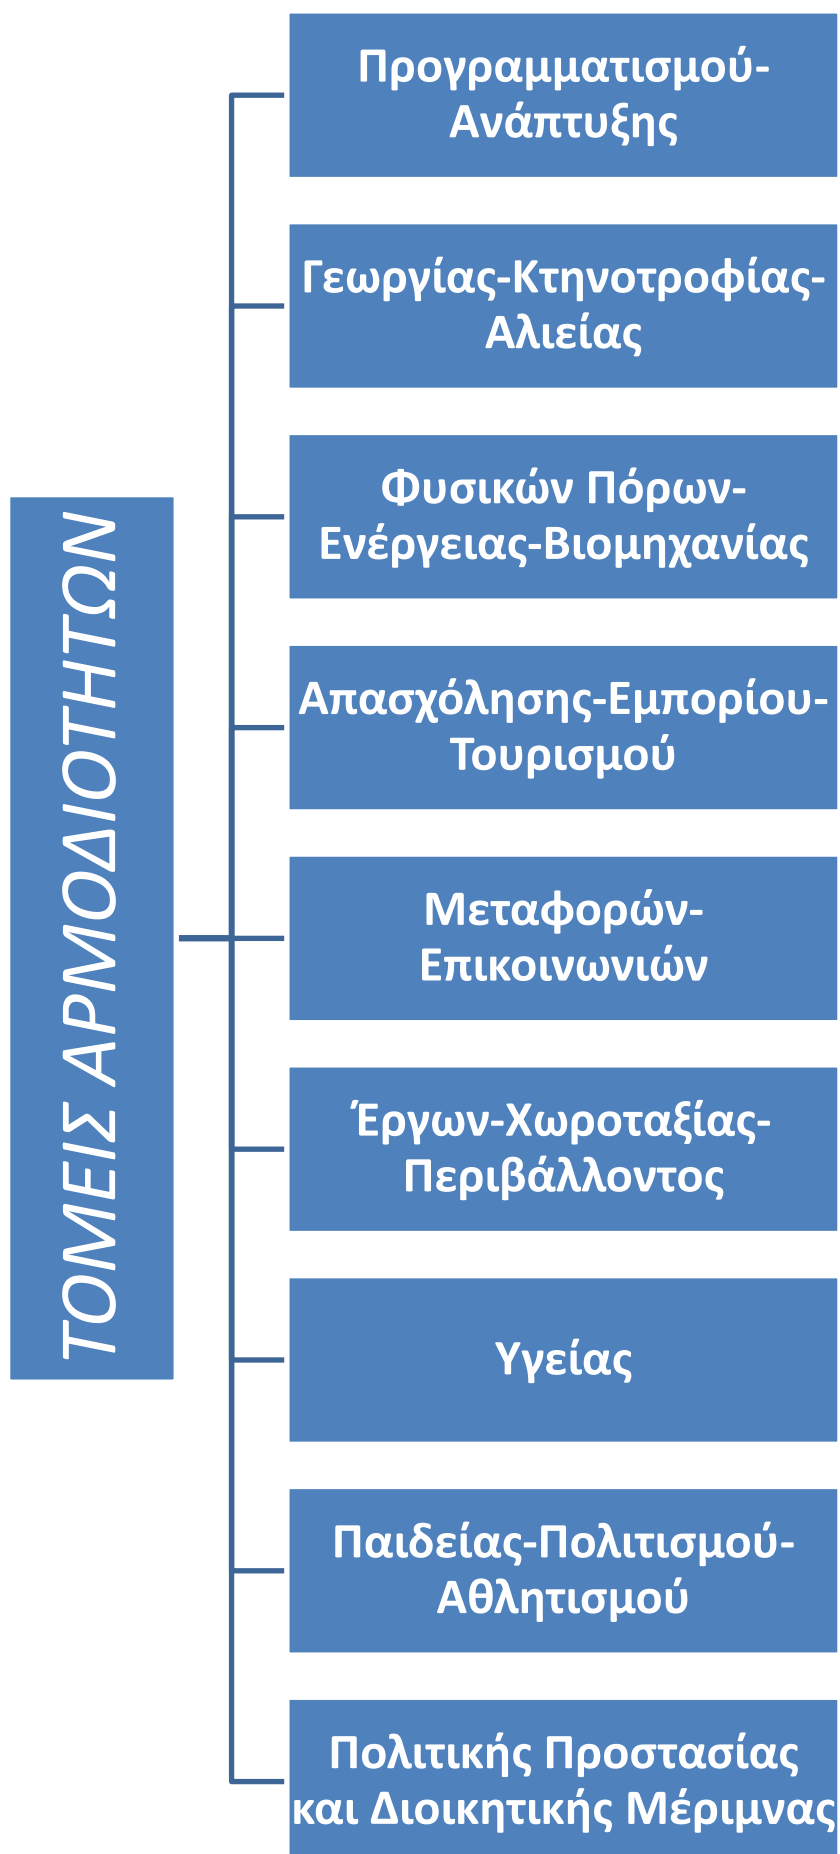 ΤΟΜΕΙΣ ΑΡΜΟΔΙΟΤΗΤΩΝ
Προγραμματισμού-
Ανάπτυξης
Γεωργίας-Κτηνοτροφίας-
Αλιείας
Φυσικών Πόρων-
Ενέργειας-Βιομηχανίας
Απασχόλησης-Εμπορίου-
Τουρισμού
Μεταφορών-
Επικοινωνιών
Έργων-Χωροταξίας-
Περιβάλλοντος
Υγείας
Παιδείας-Πολιτισμού-
Αθλητισμού
Πολιτικής Προστασίας
και Διοικητικής Μέριμνας